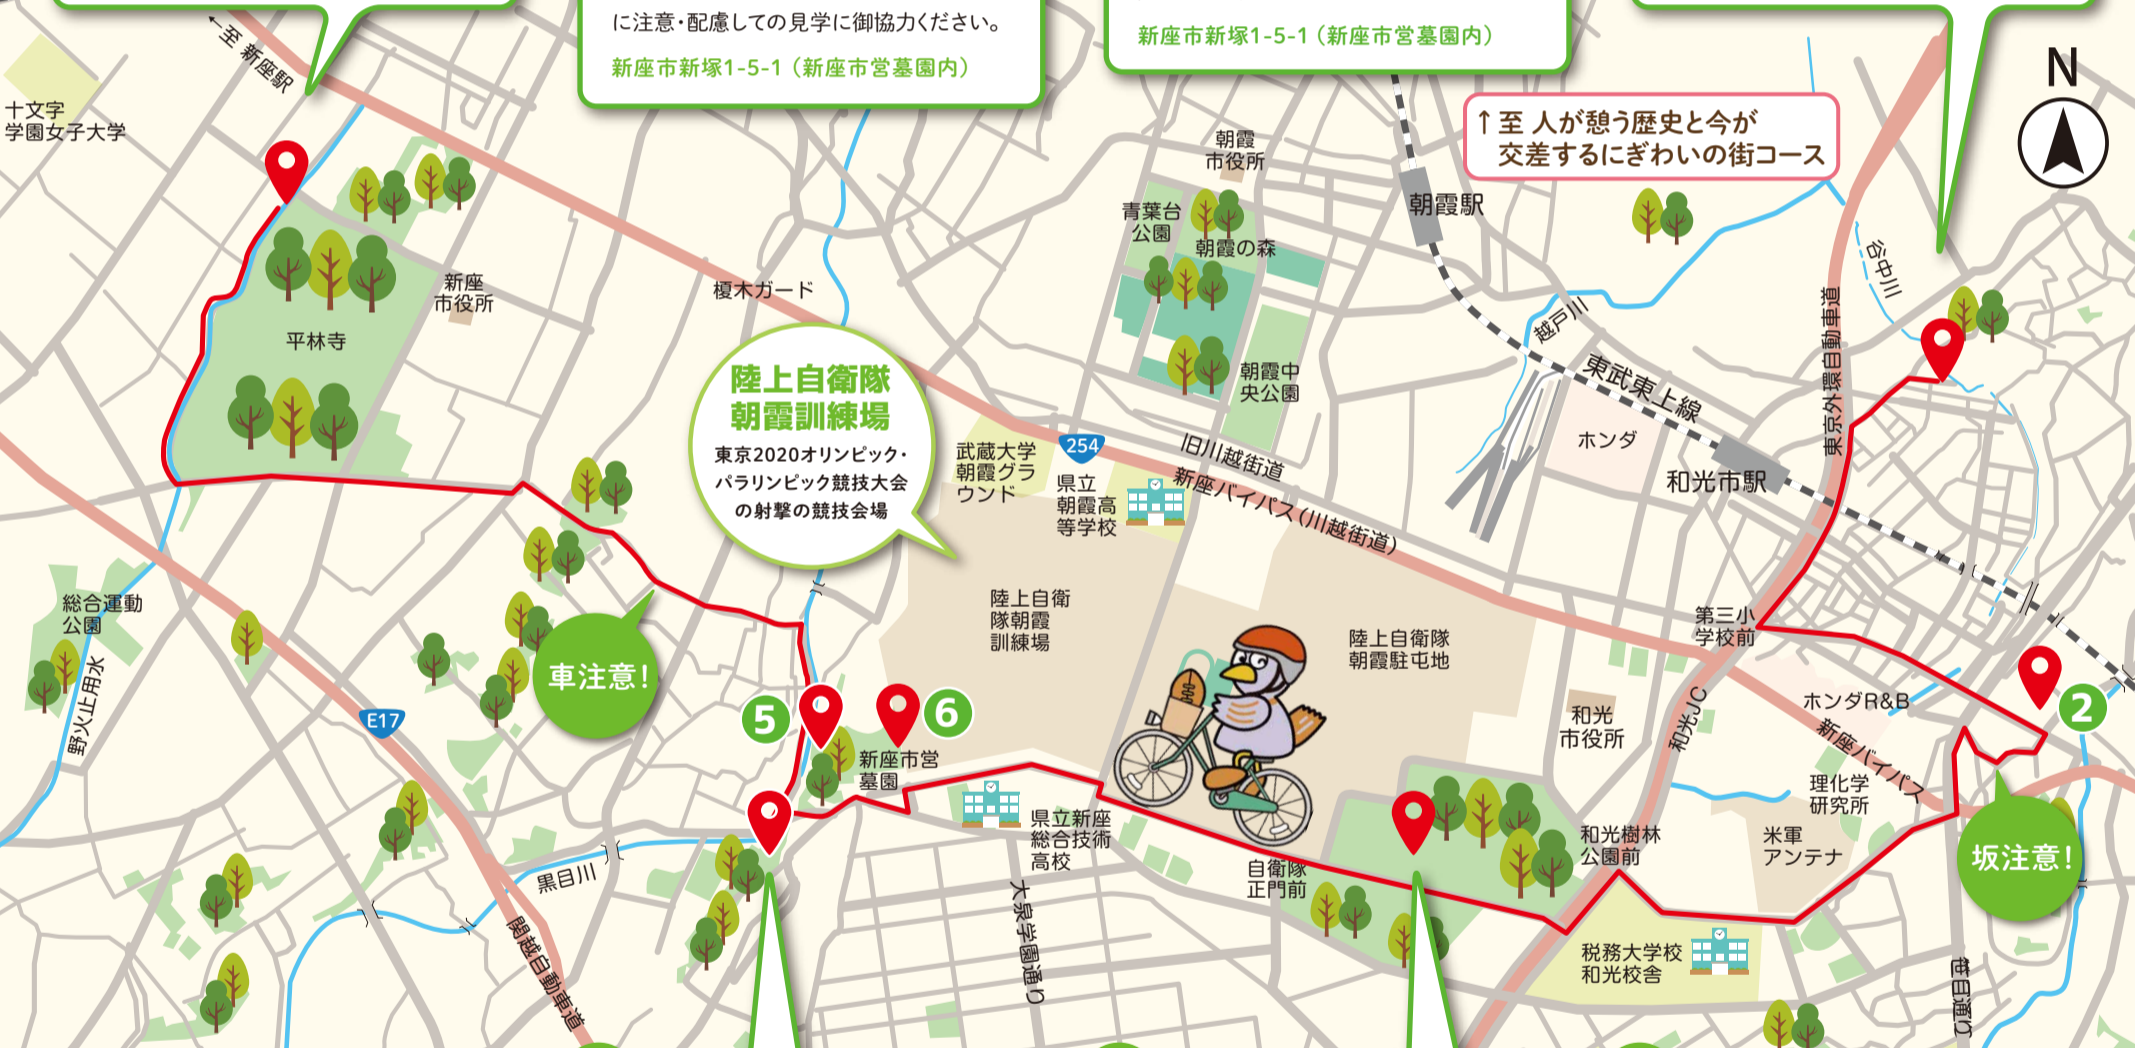 に注意・配慮しての見学に御協力ください。
新座市新塚1-5-1（新座市営墓園内）
新座市新塚1-5-1（新座市営墓園内）
←至 新座駅
N
↑至 人が憩う歴史と今が
交差するにぎわいの街コース
十文字
学園女子大学
朝霞
市役所
朝霞駅
青葉台
公園
朝霞の森
谷中川
新座
市役所
榎木ガード
越戸川
東京外環自動車道
平林寺
陸上自衛隊
朝霞訓練場
東京2020オリンピック・
パラリンピック競技大会
の射撃の競技会場
朝霞中
央公園
東武東上線
254
旧川越街道
ホンダ
武蔵大学
朝霞グラ
ウンド
県立
朝霞高
等学校
新座バイパス（川越街道）
和光市駅
総合運動
公園
陸上自衛
隊朝霞
訓練場
陸上自衛隊
朝霞駐屯地
第三小
学校前
車注意！
野火止用水
E17
5
6
2
ホンダR&B
和光
市役所
和光JC
新座バイパス
新座市営
墓園
理化学
研究所
県立新座
総合技術
高校
和光樹林
公園前
米軍
アンテナ
坂注意！
黒目川
自衛隊
正門前
大泉学園通り
関越自動車道
税務大学校
和光校舎
笹目通り